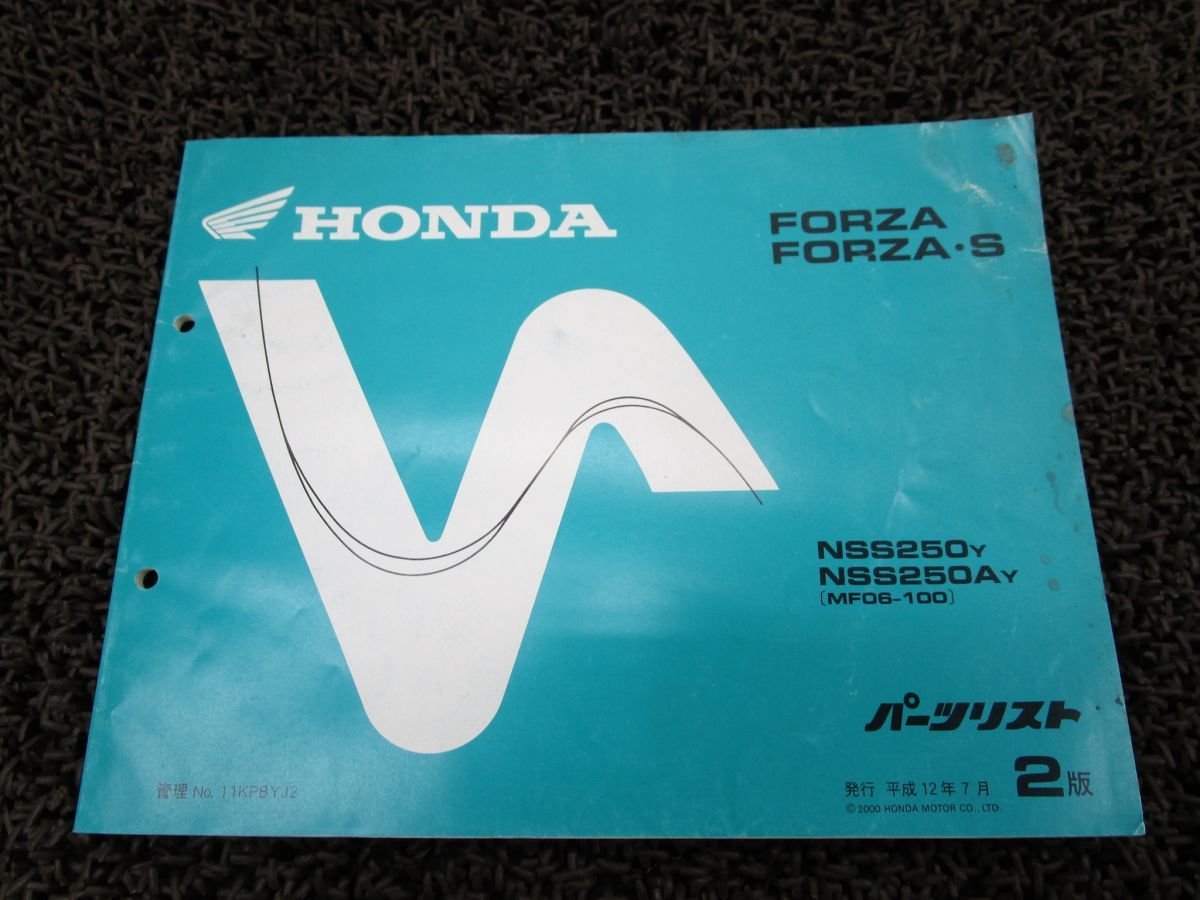 HONDA
FORZA
FORZA・S
NSS250Y
NSS250AY
〔MF06-100〕
パーツリスト
管理 No. 11KPBYJ2
発行 平成12年7月 2版
©2000 HONDA MOTOR CO., LTD.